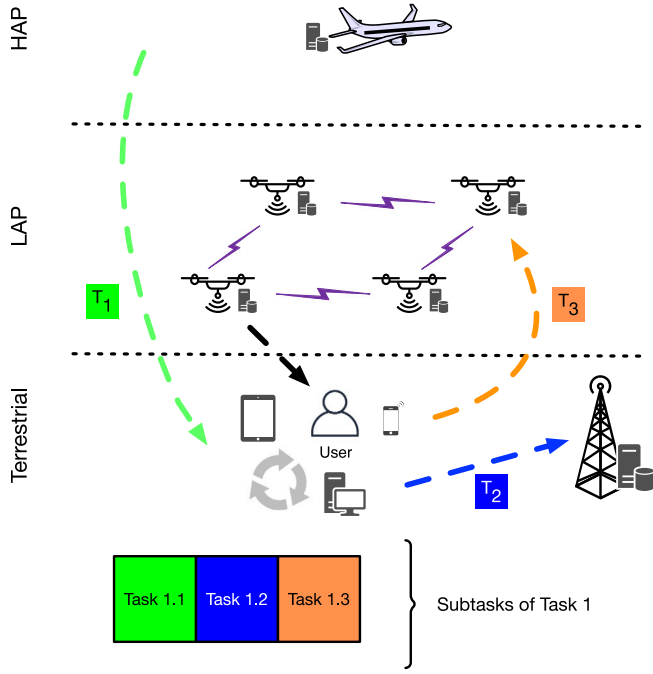 HAP
LAP
T1
T3
Terrestrial
User
T2
Task 1.1 Task 1.2 Task 1.3
Subtasks of Task 1